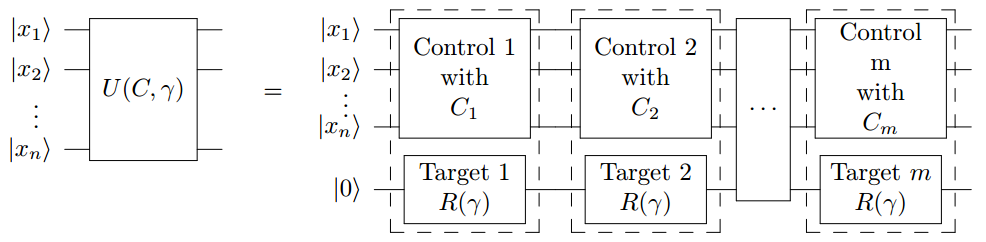 |x₁⟩
|x₂⟩
⋮
|xₙ⟩
U(C, γ)
=
|x₁⟩
|x₂⟩
⋮
|xₙ⟩
|0⟩
Control 1
with
C₁
Target 1
R(γ)
Control 2
with
C₂
Target 2
R(γ)
...
Control
m
with
Cₘ
Target m
R(γ)